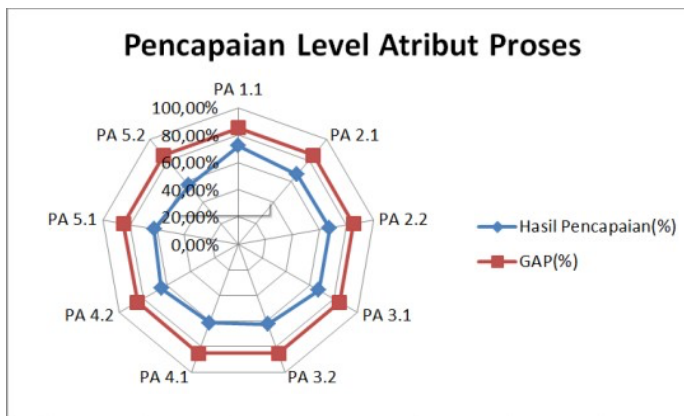 Pencapaian Level Atribut Proses
PA 1.1
100,00%
PA 5.2
80,00%
PA 2.1
60,00%
40,00%
PA 5.1
20,00%
PA 2.2
0,00%
Hasil Pencapaian(%)
GAP(%)
PA 4.2
PA 3.1
PA 4.1
PA 3.2